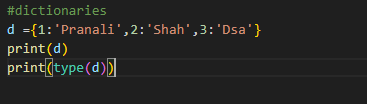 #dictionaries
d ={1:'Pranali',2:'Shah',3:'Dsa'}
print(d)
print(type(d))